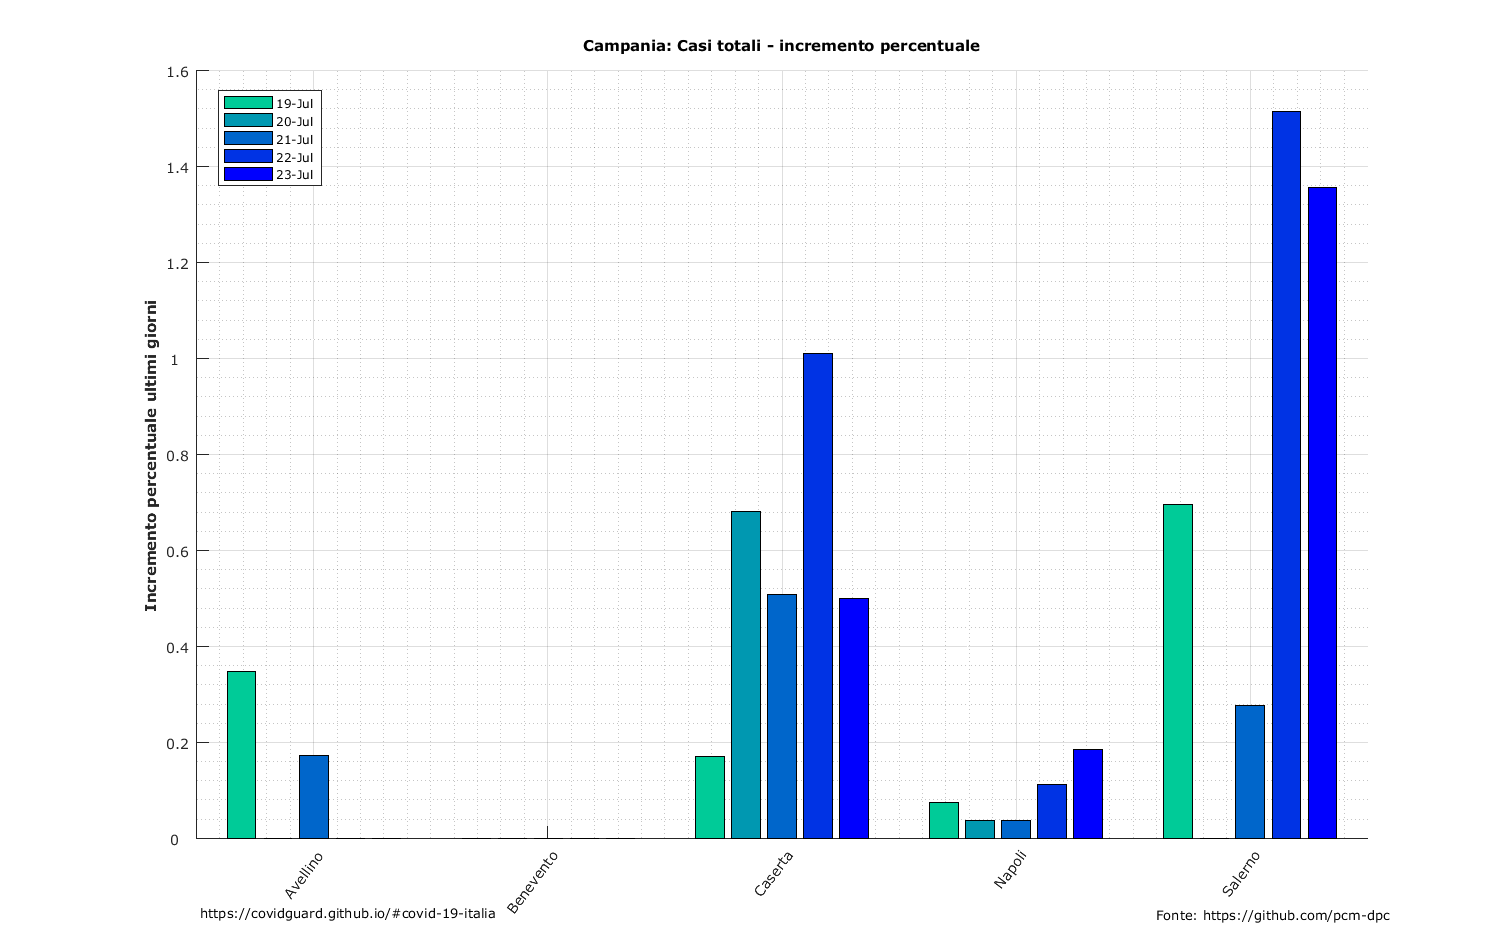 Campania: Casi totali - incremento percentuale
1.6
1.4
1.2
1
0.8
0.6
0.4
0.2
0
Incremento percentuale ultimi giorni
19-Jul
20-Jul
21-Jul
22-Jul
23-Jul
Avellino
Benevento
Caserta
Napoli
Salerno
https://covidguard.github.io/#covid-19-italia
Fonte: https://github.com/pcm-dpc